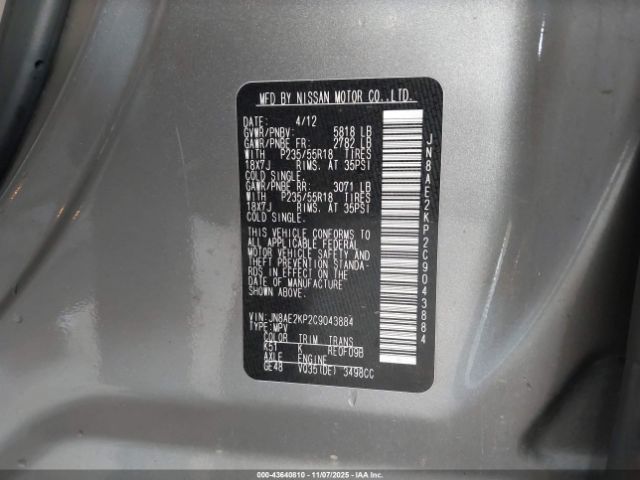 MFD BY NISSAN MOTOR CO.,LTD.
DATE: 4/12
GVWR/PNBV: 5818 LB
GAWR/PNBE FR: 2782 LB
WITH P235/55R18 TIRES
18X7J RIMS. AT 35PSI
COLD SINGLE.
GAWR/PNBE RR: 3071 LB
WITH P235/55R18 TIRES
18X7J RIMS. AT 35PSI
COLD SINGLE.
THIS VEHICLE CONFORMS TO
ALL APPLICABLE FEDERAL
MOTOR VEHICLE SAFETY AND
THEFT PREVENTION STANDA-
RDS IN EFFECT ON THE
DATE OF MANUFACTURE
SHOWN ABOVE.
VIN:JN8AE2KP2C9043884
TYPE:MPV
COLOR TRIM TRANS
K51 K RE0F09B
AXLE ENGINE
GE48 VQ35(DE) 3498CC
JN8AE2KP2C9043884
000-43640810 - 11/07/2025 - IAAI.COM